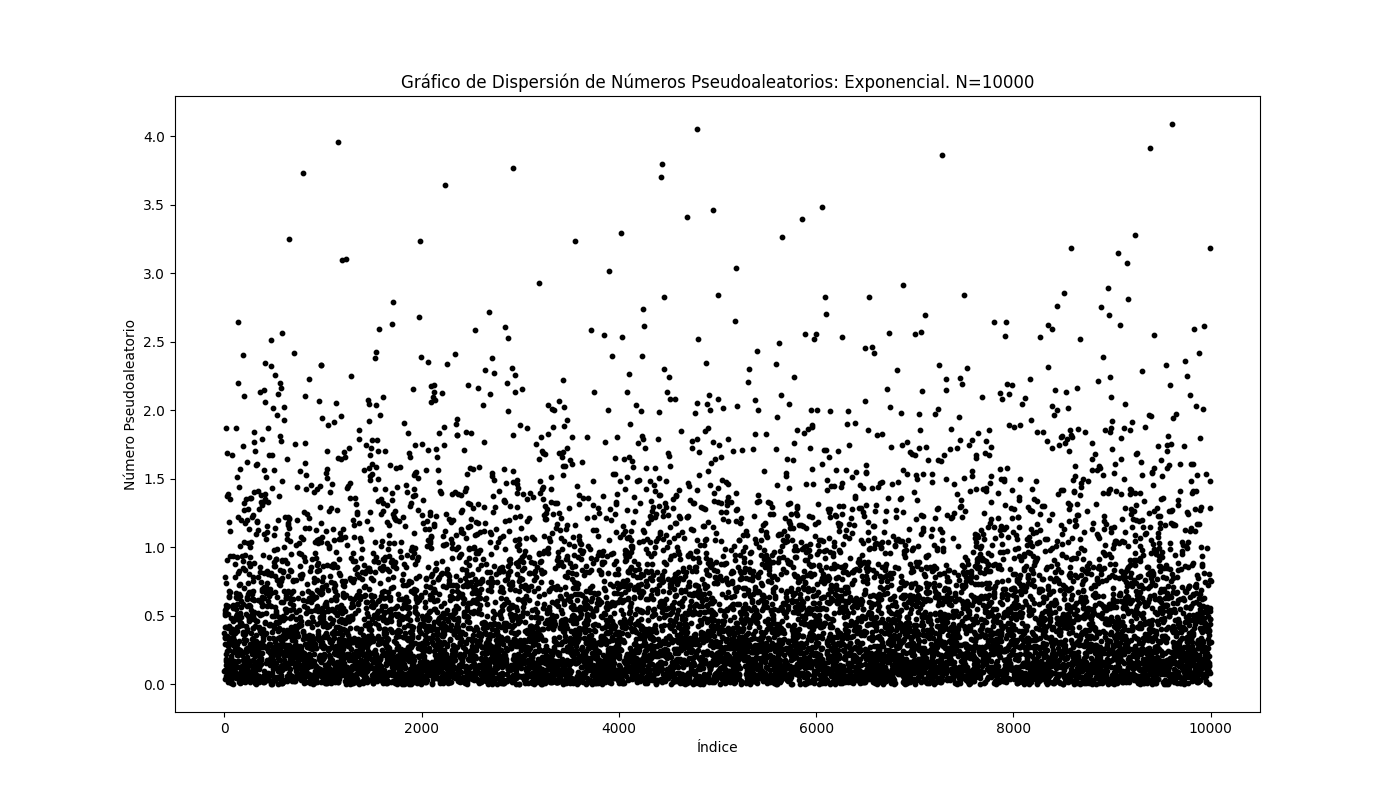 Gráfico de Dispersión de Números Pseudoaleatorios: Exponencial. N=10000
4.0
3.5
3.0
2.5
2.0
1.5
1.0
0.5
0.0
Número Pseudoaleatorio
0 2000 4000 6000 8000 10000
Índice